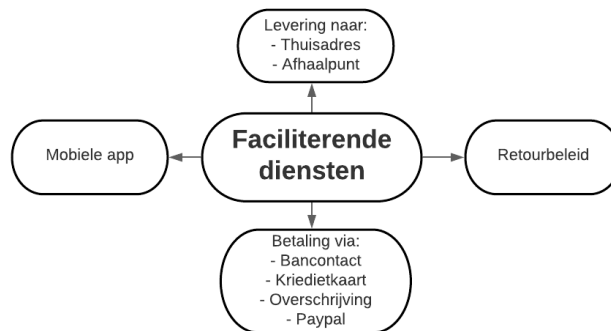 Levering naar:
- Thuisadres
- Afhaalpunt
Mobiele app
Faciliterende
diensten
Retourbeleid
Betaling via:
- Bancontact
- Kriedietkaart
- Overschrijving
- Paypal